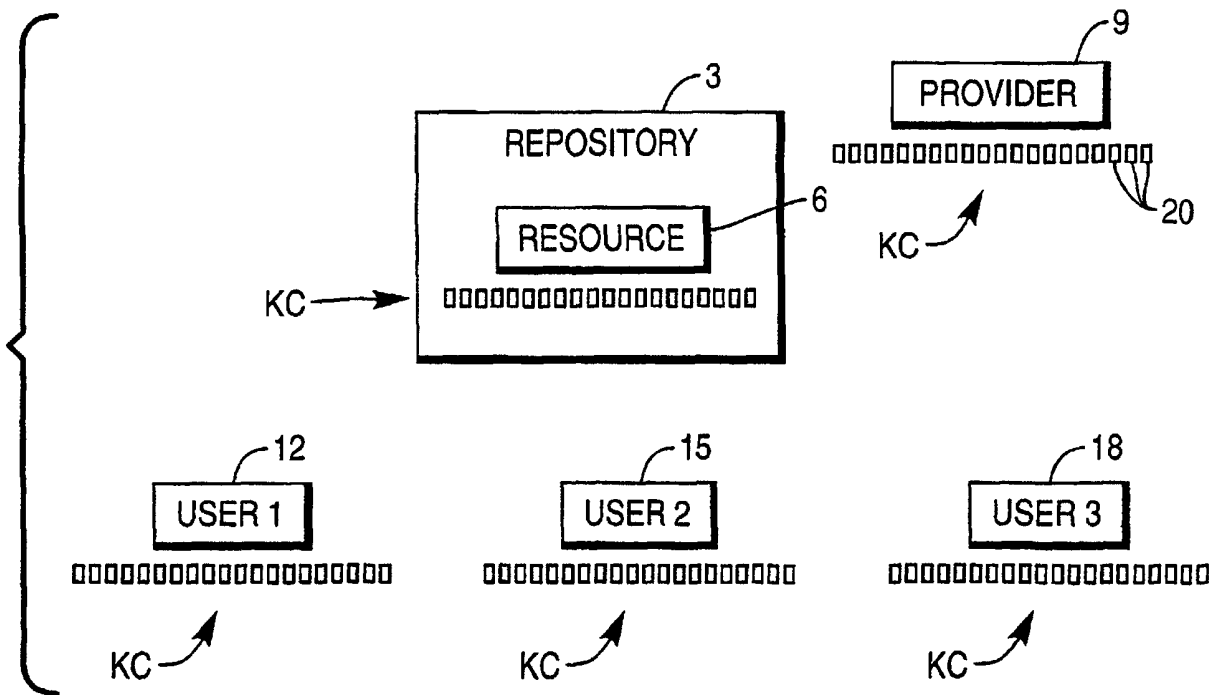 9
PROVIDER
3
REPOSITORY
6
RESOURCE
20
KC
KC
12
USER 1
15
USER 2
18
USER 3
KC
KC
KC